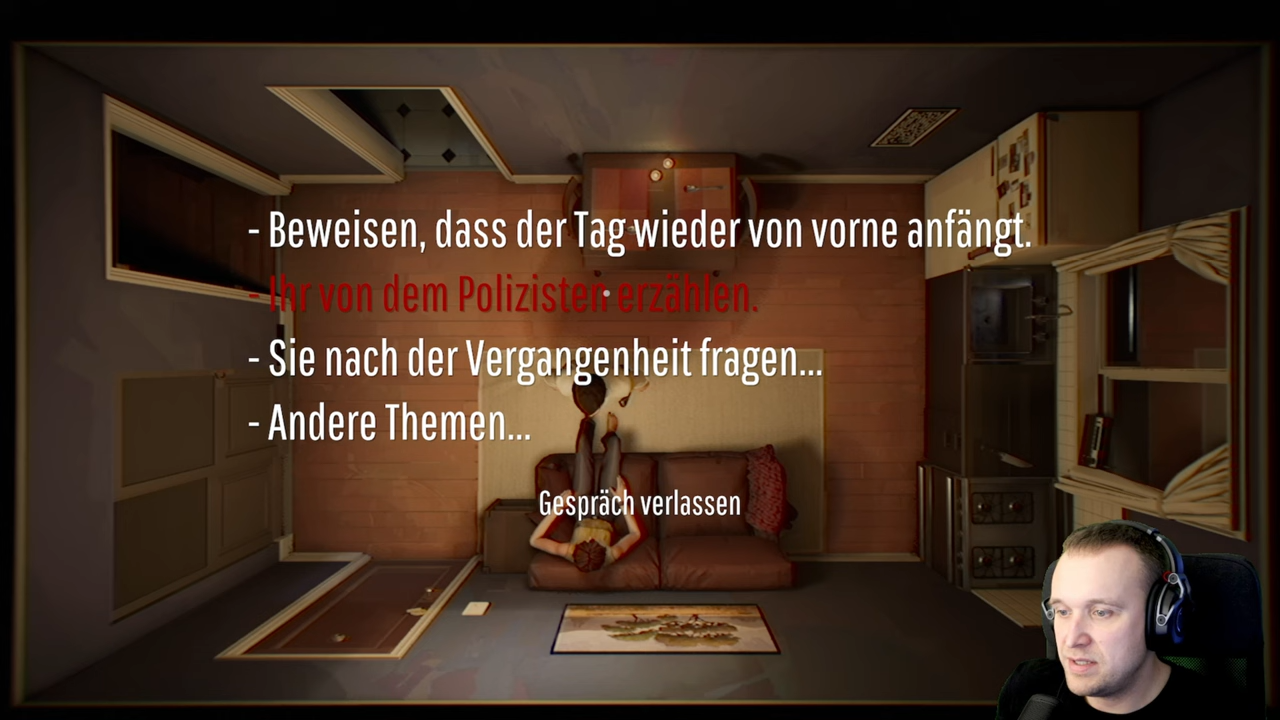 - Beweisen, dass der Tag wieder von vorne anfängt.
- Ihr von dem Polizisten erzählen.
- Sie nach der Vergangenheit fragen...
- Andere Themen...
Gespräch verlassen